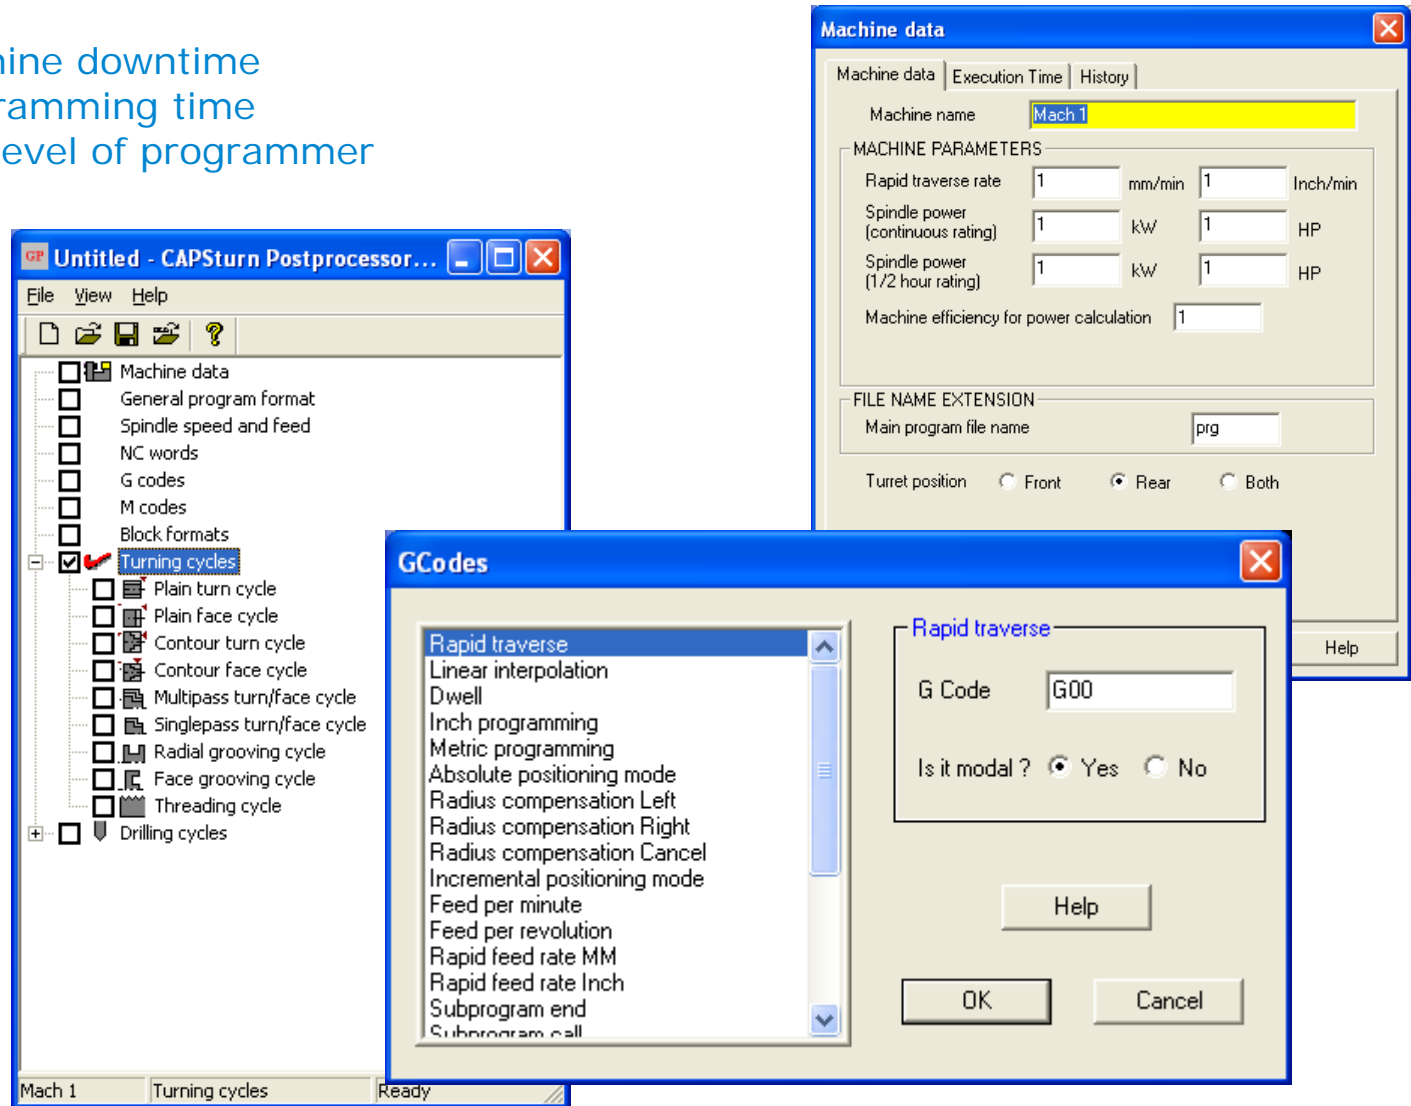 hine downtime
ramming time
evel of programmer
Machine data
Machine data Execution Time History
Machine name Mach 1
MACHINE PARAMETERS
Rapid traverse rate 1 mm/min 1 Inch/min
Spindle power
(continuous rating) 1 kW 1 HP
Spindle power
(1/2 hour rating) 1 kW 1 HP
Machine efficiency for power calculation 1
FILE NAME EXTENSION
Main program file name prg
Turret position Front Rear Both
Help
GP Untitled - CAPSturn Postprocessor...
File View Help
Machine data
General program format
Spindle speed and feed
NC words
G codes
M codes
Block formats
Turning cycles
Plain turn cycle
Plain face cycle
Contour turn cycle
Contour face cycle
Multipass turn/face cycle
Singlepass turn/face cycle
Radial grooving cycle
Face grooving cycle
Threading cycle
Drilling cycles
Mach 1 Turning cycles Ready
GCodes
Rapid traverse
Linear interpolation
Dwell
Inch programming
Metric programming
Absolute positioning mode
Radius compensation Left
Radius compensation Right
Radius compensation Cancel
Incremental positioning mode
Feed per minute
Feed per revolution
Rapid feed rate MM
Rapid feed rate Inch
Subprogram end
Subprogram call
Rapid traverse
G Code G00
Is it modal ? Yes No
Help
OK Cancel